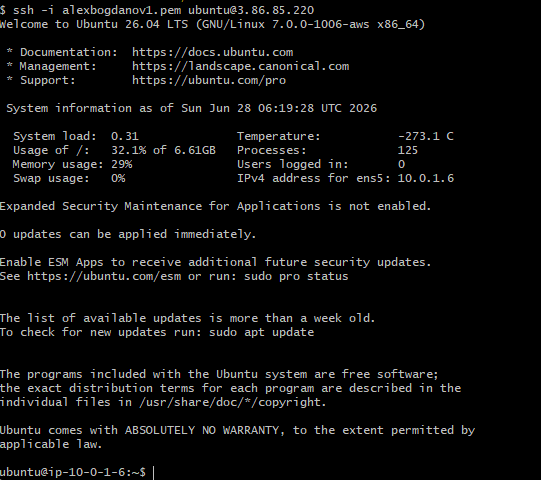 $ ssh -i alexbogdanov1.pem ubuntu@3.86.85.220
Welcome to Ubuntu 26.04 LTS (GNU/Linux 7.0.0-1006-aws x86_64)
* Documentation: https://docs.ubuntu.com
* Management: https://landscape.canonical.com
* Support: https://ubuntu.com/pro
System information as of Sun Jun 28 06:19:28 UTC 2026
System load: 0.31 Temperature: -273.1 C
Usage of /: 32.1% of 6.61GB Processes: 125
Memory usage: 29% Users logged in: 0
Swap usage: 0% IPv4 address for ens5: 10.0.1.6
Expanded Security Maintenance for Applications is not enabled.
0 updates can be applied immediately.
Enable ESM Apps to receive additional future security updates.
See https://ubuntu.com/esm or run: sudo pro status
The list of available updates is more than a week old.
To check for new updates run: sudo apt update
The programs included with the Ubuntu system are free software;
the exact distribution terms for each program are described in the
individual files in /usr/share/doc/*/copyright.
Ubuntu comes with ABSOLUTELY NO WARRANTY, to the extent permitted by
applicable law.
ubuntu@ip-10-0-1-6:~$